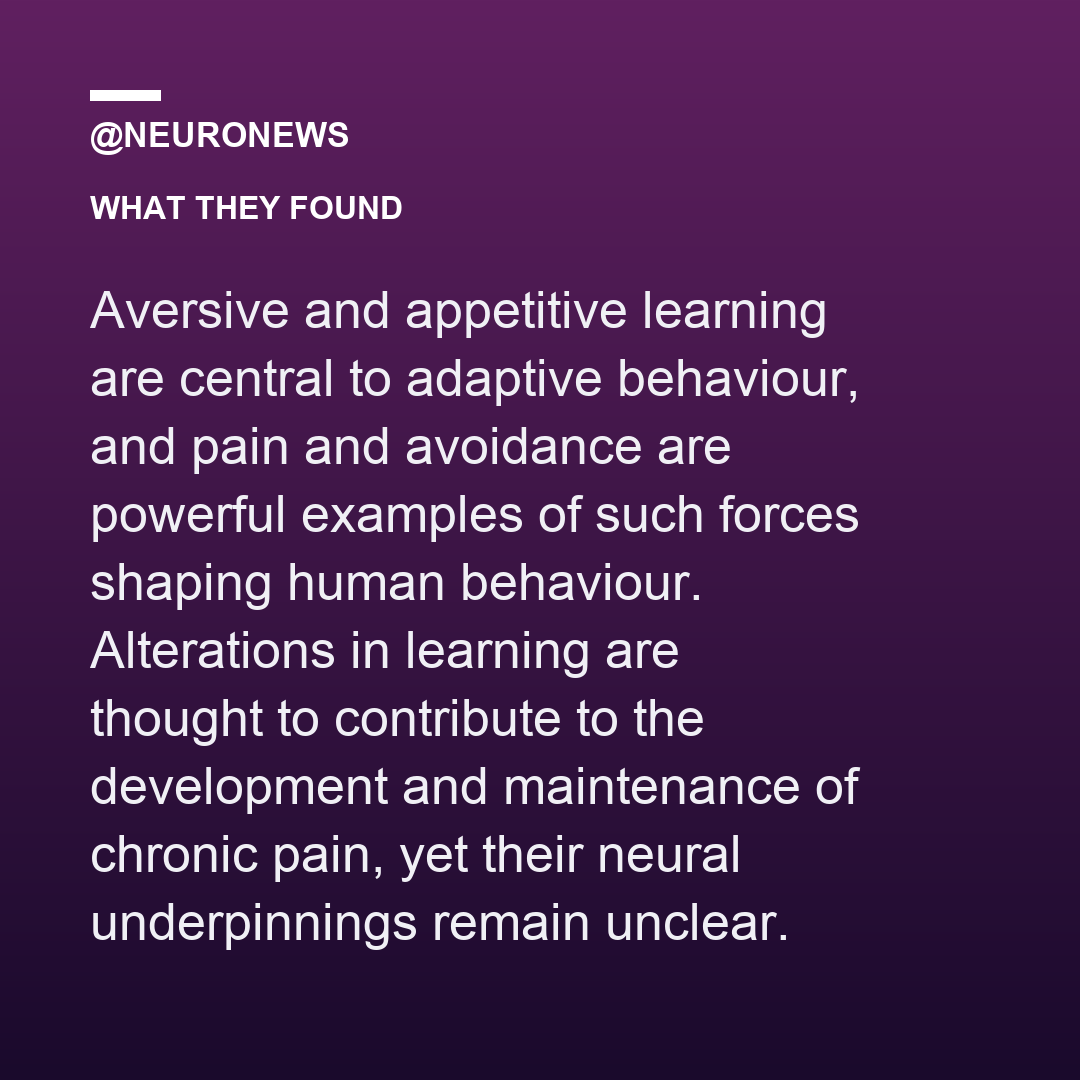 @NEURONEWS
WHAT THEY FOUND
Aversive and appetitive learning
are central to adaptive behaviour,
and pain and avoidance are
powerful examples of such forces
shaping human behaviour.
Alterations in learning are
thought to contribute to the
development and maintenance of
chronic pain, yet their neural
underpinnings remain unclear.